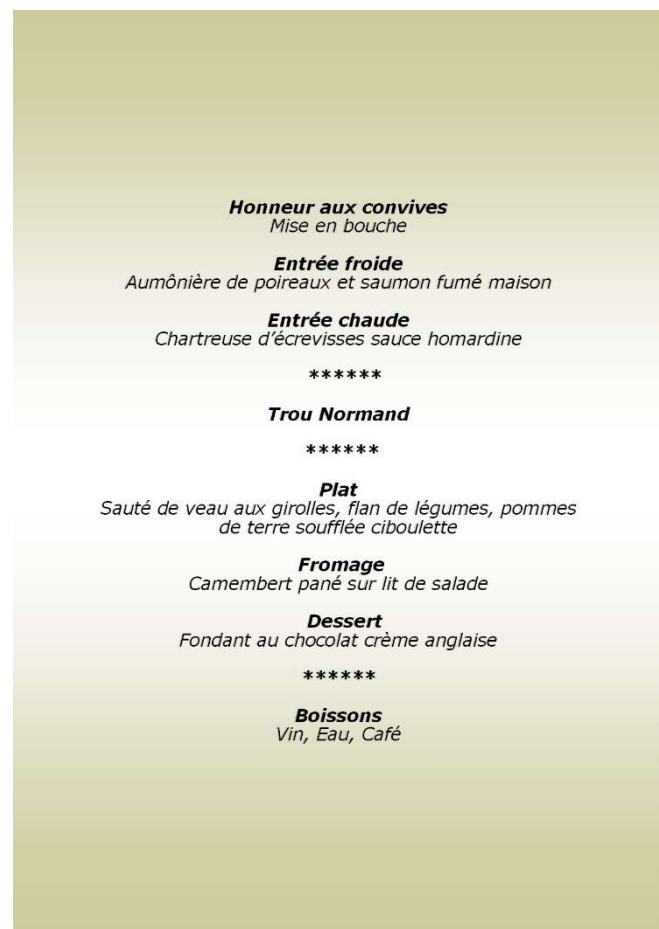 Honneur aux convives
Mise en bouche
Entrée froide
Aumônière de poireaux et saumon fumé maison
Entrée chaude
Chartreuse d’écrevisses sauce homardine
******
Trou Normand
******
Plat
Sauté de veau aux girolles, flan de légumes, pommes
de terre soufflée ciboulette
Fromage
Camembert pané sur lit de salade
Dessert
Fondant au chocolat crème anglaise
******
Boissons
Vin, Eau, Café